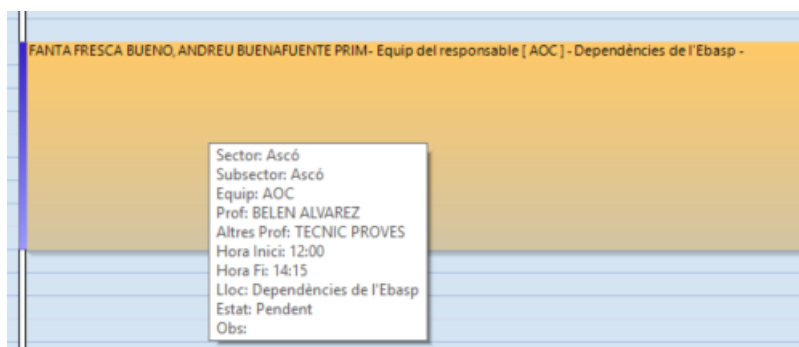 FANTA FRESCA BUENO, ANDREU BUENAFUENTE PRIM- Equip del responsable [ AOC ] - Dependències de l'Ebasp -
Sector: Ascó
Subsector: Ascó
Equip: AOC
Prof: BELEN ALVAREZ
Altres Prof: TECNIC PROVES
Hora Inici: 12:00
Hora Fi: 14:15
Lloc: Dependències de l'Ebasp
Estat: Pendent
Obs: